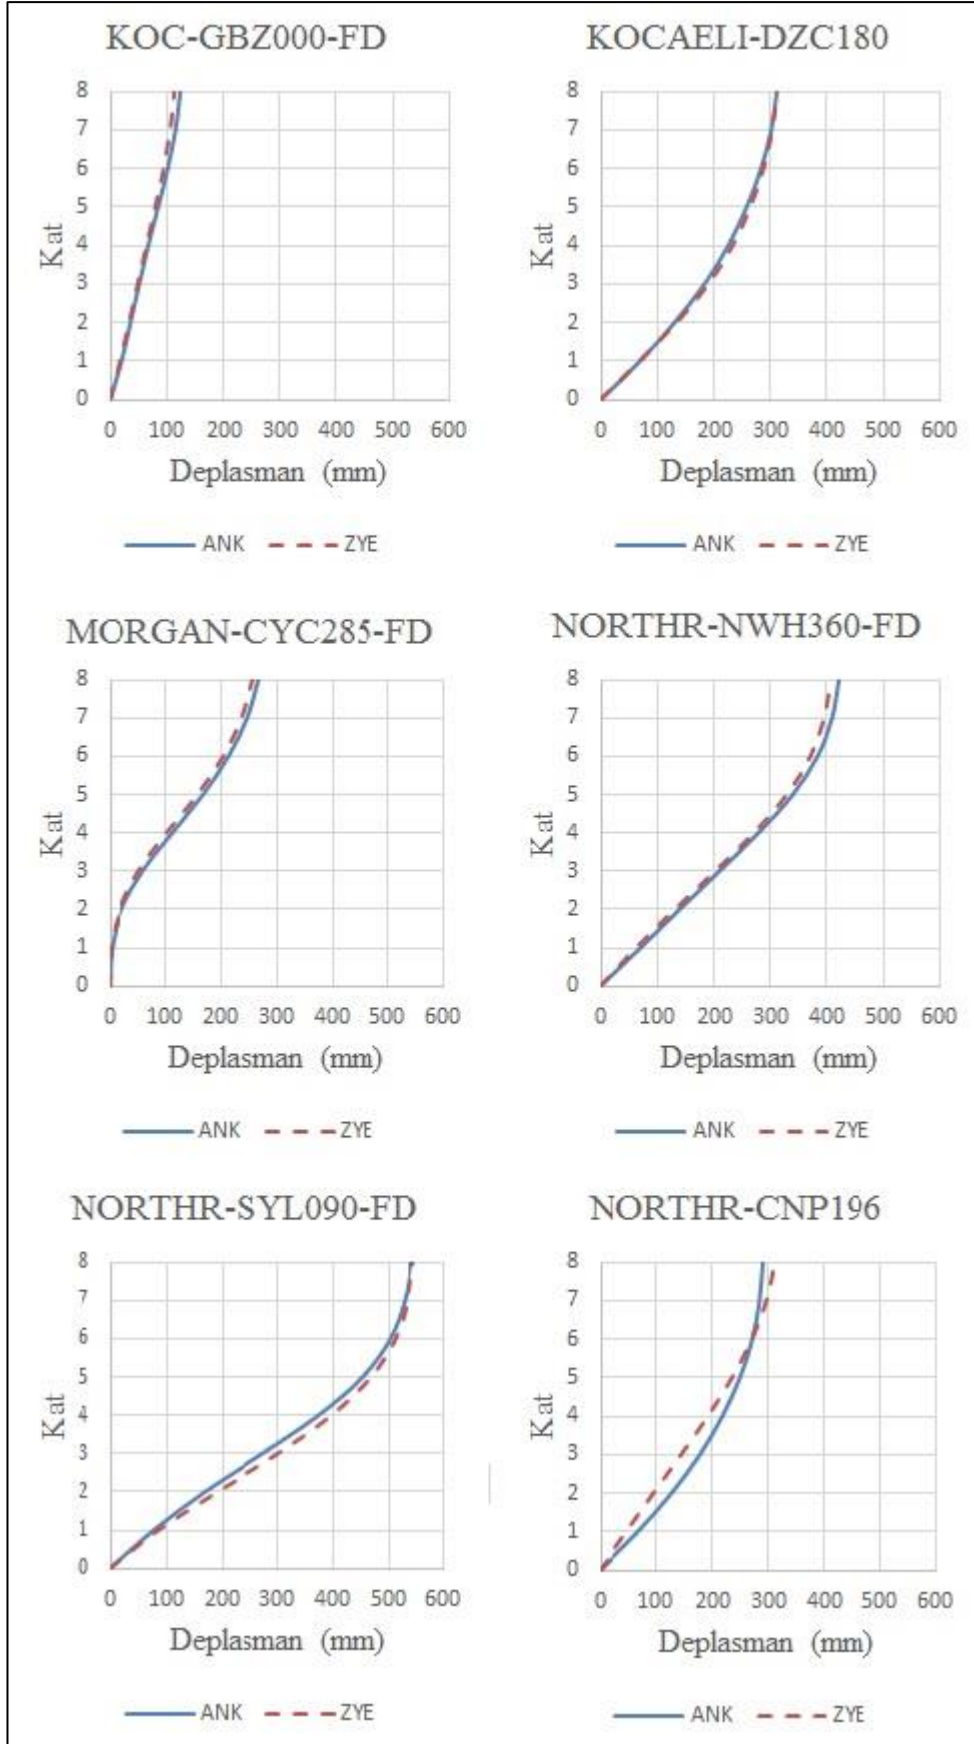 KOC-GBZ000-FD
8
7
6
5
4
3
2
1
0
Kat
0 100 200 300 400 500 600
Deplasman (mm)
ANK ZYE
KOCAELI-DZC180
8
7
6
5
4
3
2
1
0
Kat
0 100 200 300 400 500 600
Deplasman (mm)
ANK ZYE
MORGAN-CYC285-FD
8
7
6
5
4
3
2
1
0
Kat
0 100 200 300 400 500 600
Deplasman (mm)
ANK ZYE
NORTHR-NWH360-FD
8
7
6
5
4
3
2
1
0
Kat
0 100 200 300 400 500 600
Deplasman (mm)
ANK ZYE
NORTHR-SYL090-FD
8
7
6
5
4
3
2
1
0
Kat
0 100 200 300 400 500 600
Deplasman (mm)
ANK ZYE
NORTHR-CNP196
8
7
6
5
4
3
2
1
0
Kat
0 100 200 300 400 500 600
Deplasman (mm)
ANK ZYE